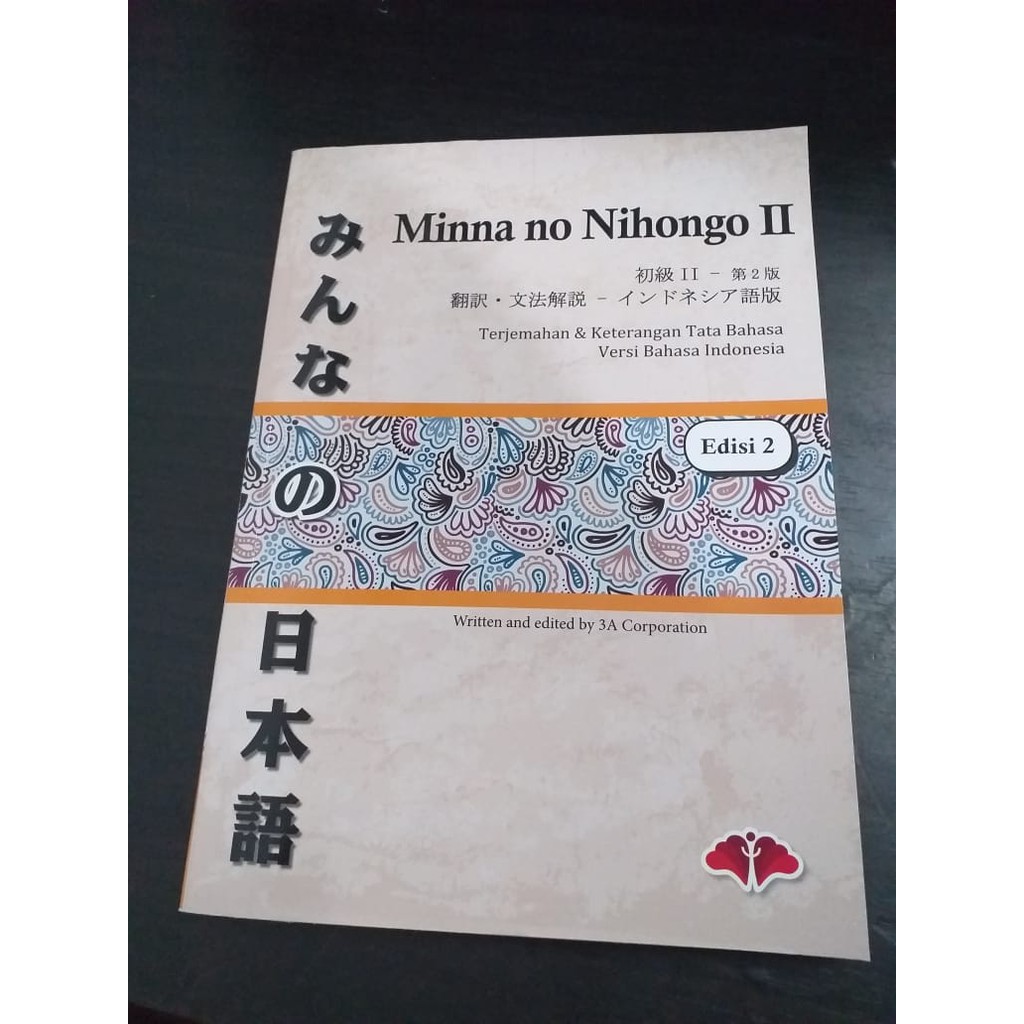 みんなの日本語
Minna no Nihongo II
初級 II － 第2版
翻訳・文法解説 － インドネシア語版
Terjemahan & Keterangan Tata Bahasa
Versi Bahasa Indonesia
Edisi 2
Written and edited by 3A Corporation